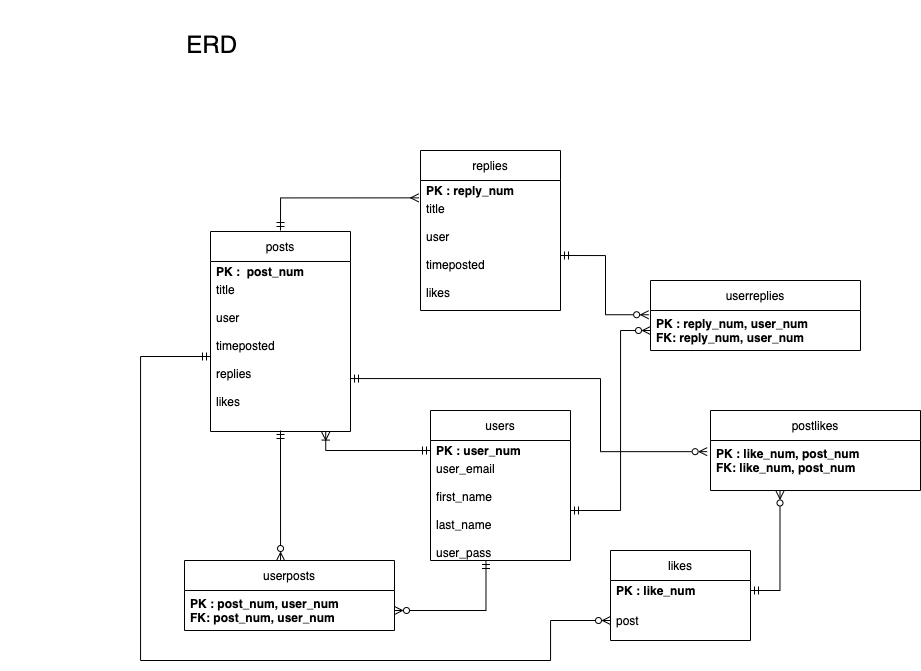 ERD
replies
PK : reply_num
title
user
timeposted
likes
posts
PK :  post_num
title
user
timeposted
replies
likes
userreplies
PK : reply_num, user_num
FK: reply_num, user_num
users
PK : user_num
user_email
first_name
last_name
user_pass
postlikes
PK : like_num, post_num
FK: like_num, post_num
userposts
PK : post_num, user_num
FK: post_num, user_num
likes
PK : like_num
post